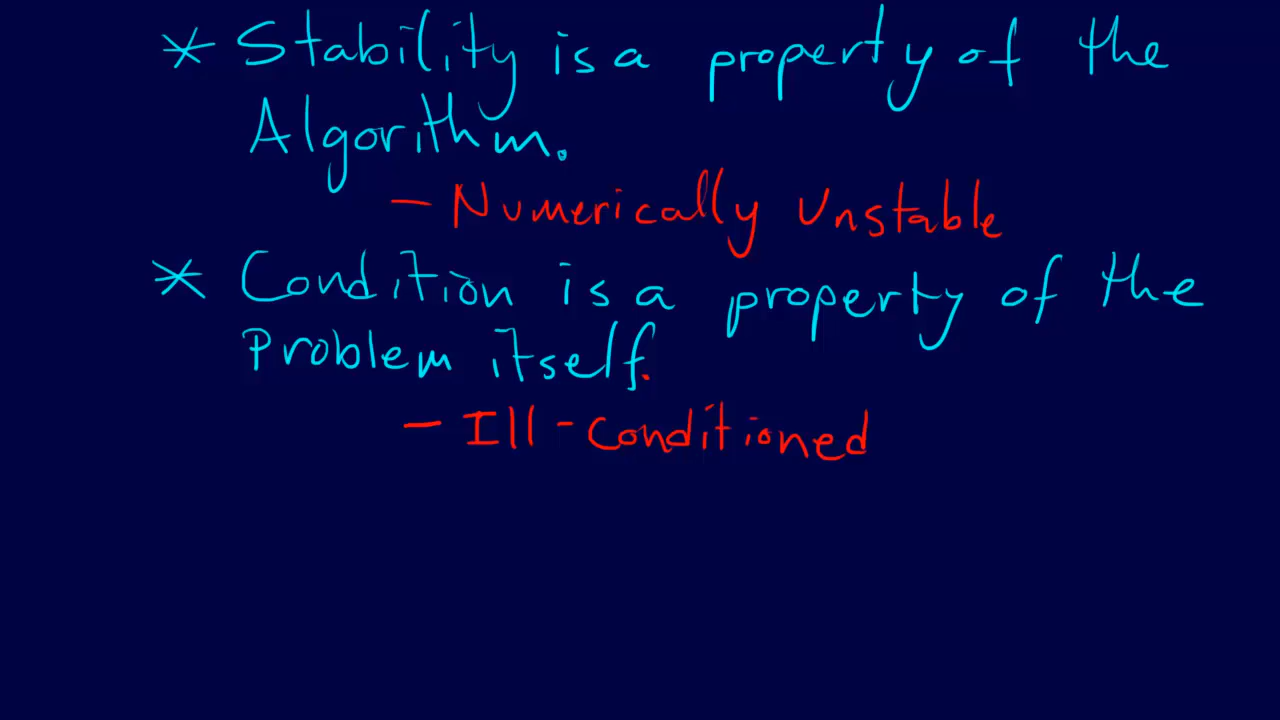 * Stability is a property of the
Algorithm.
- Numerically Unstable
* Condition is a property of the
Problem itself.
- Ill-conditioned